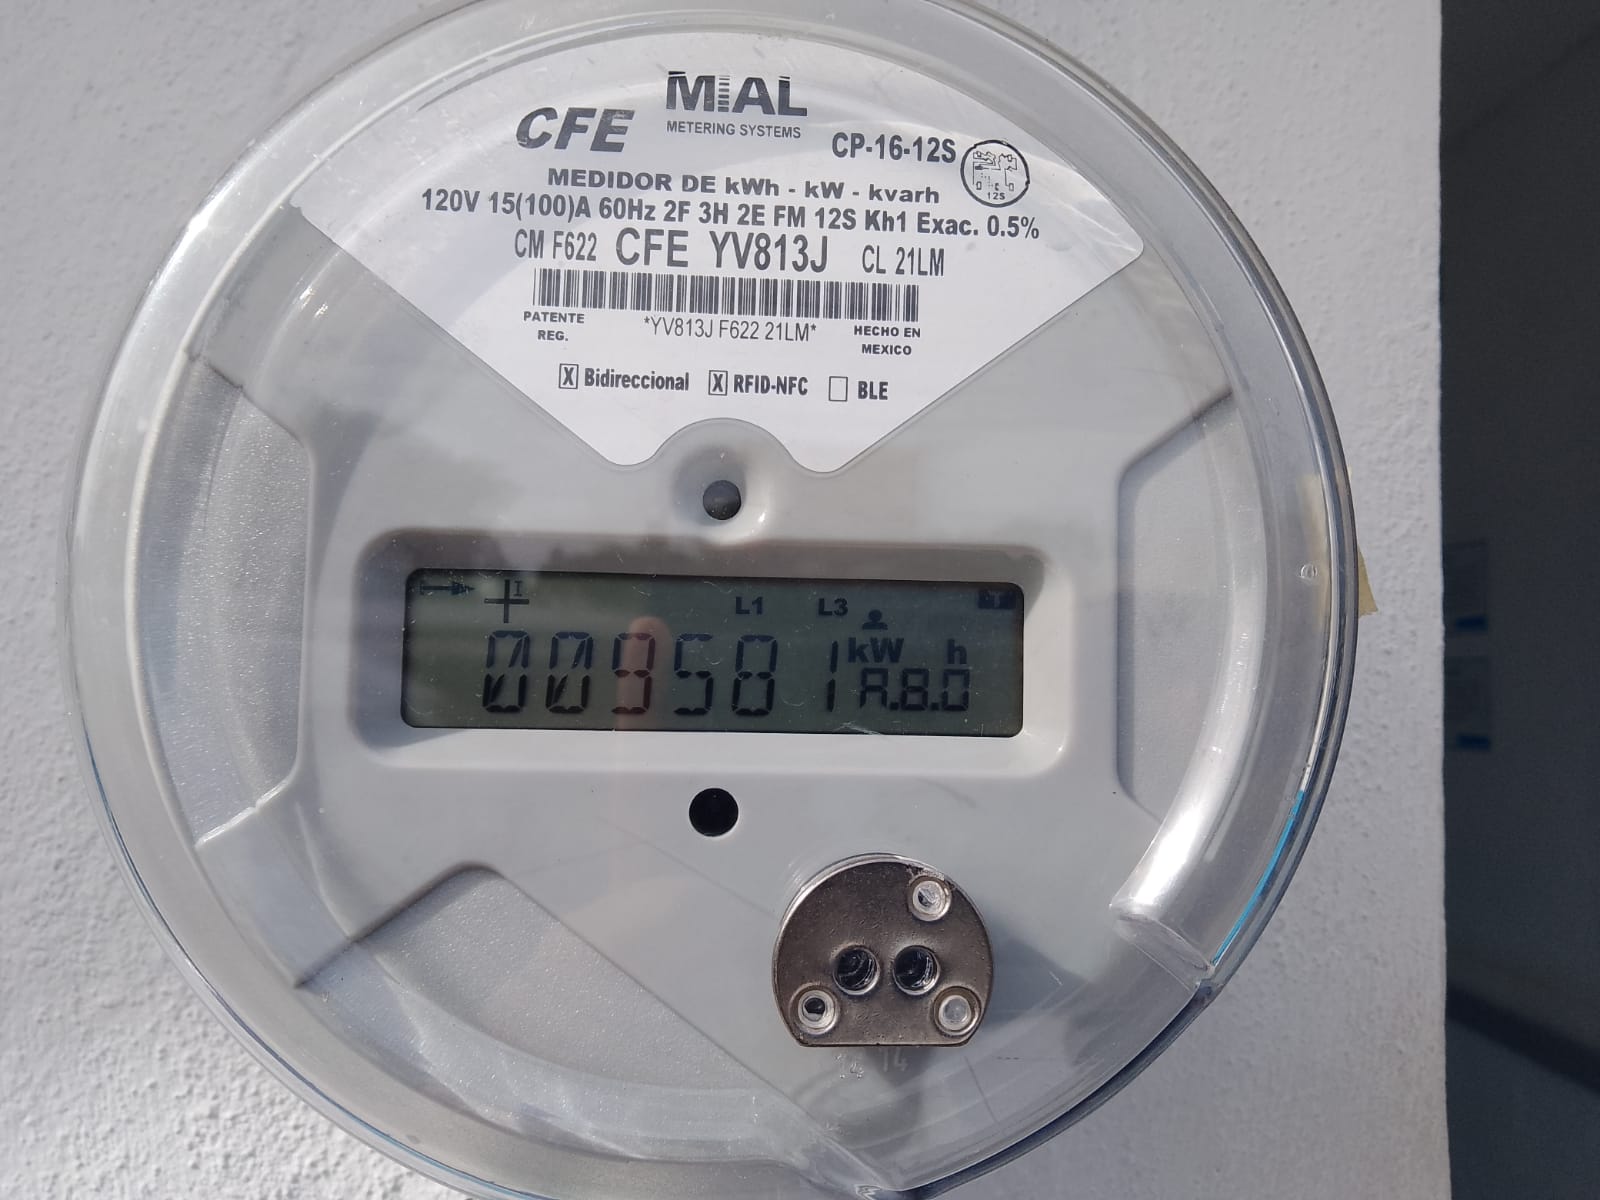 MIAL
METERING SYSTEMS
CFE
CP-16-12S
12S
MEDIDOR DE kWh - kW - kvarh
120V 15(100)A 60Hz 2F 3H 2E FM 12S Kh1 Exac. 0.5%
CM F622 CFE YV813J CL 21LM
PATENTE REG.
*YV813J F622 21LM*
HECHO EN MEXICO
[X] Bidireccional [X] RFID-NFC [ ] BLE
I L1 L3 T
009581 kW h
A.8.0
14